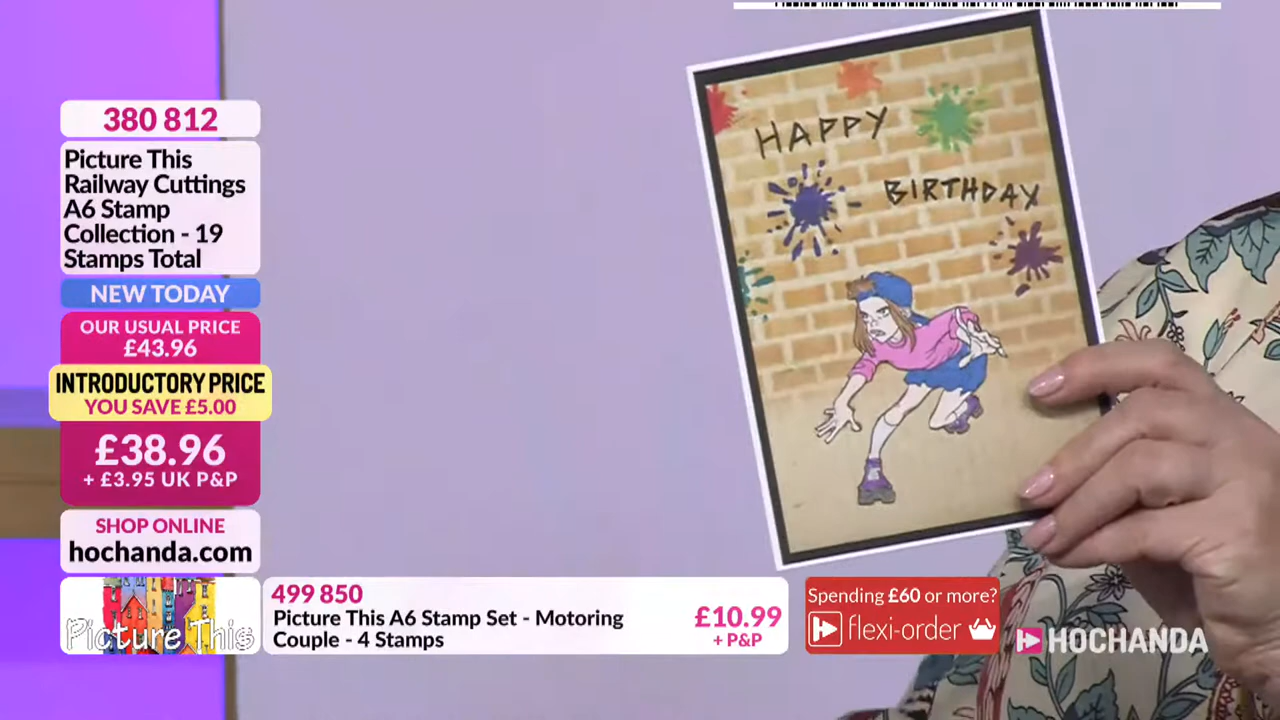 380 812
Picture This
Railway Cuttings
A6 Stamp
Collection - 19
Stamps Total
NEW TODAY
OUR USUAL PRICE
£43.96
INTRODUCTORY PRICE
YOU SAVE £5.00
£38.96
+ £3.95 UK P&P
SHOP ONLINE
hochanda.com
Picture This
499 850
Picture This A6 Stamp Set - Motoring
Couple - 4 Stamps
£10.99
+ P&P
Spending £60 or more?
flexi-order
HOCHANDA
HAPPY
BIRTHDAY